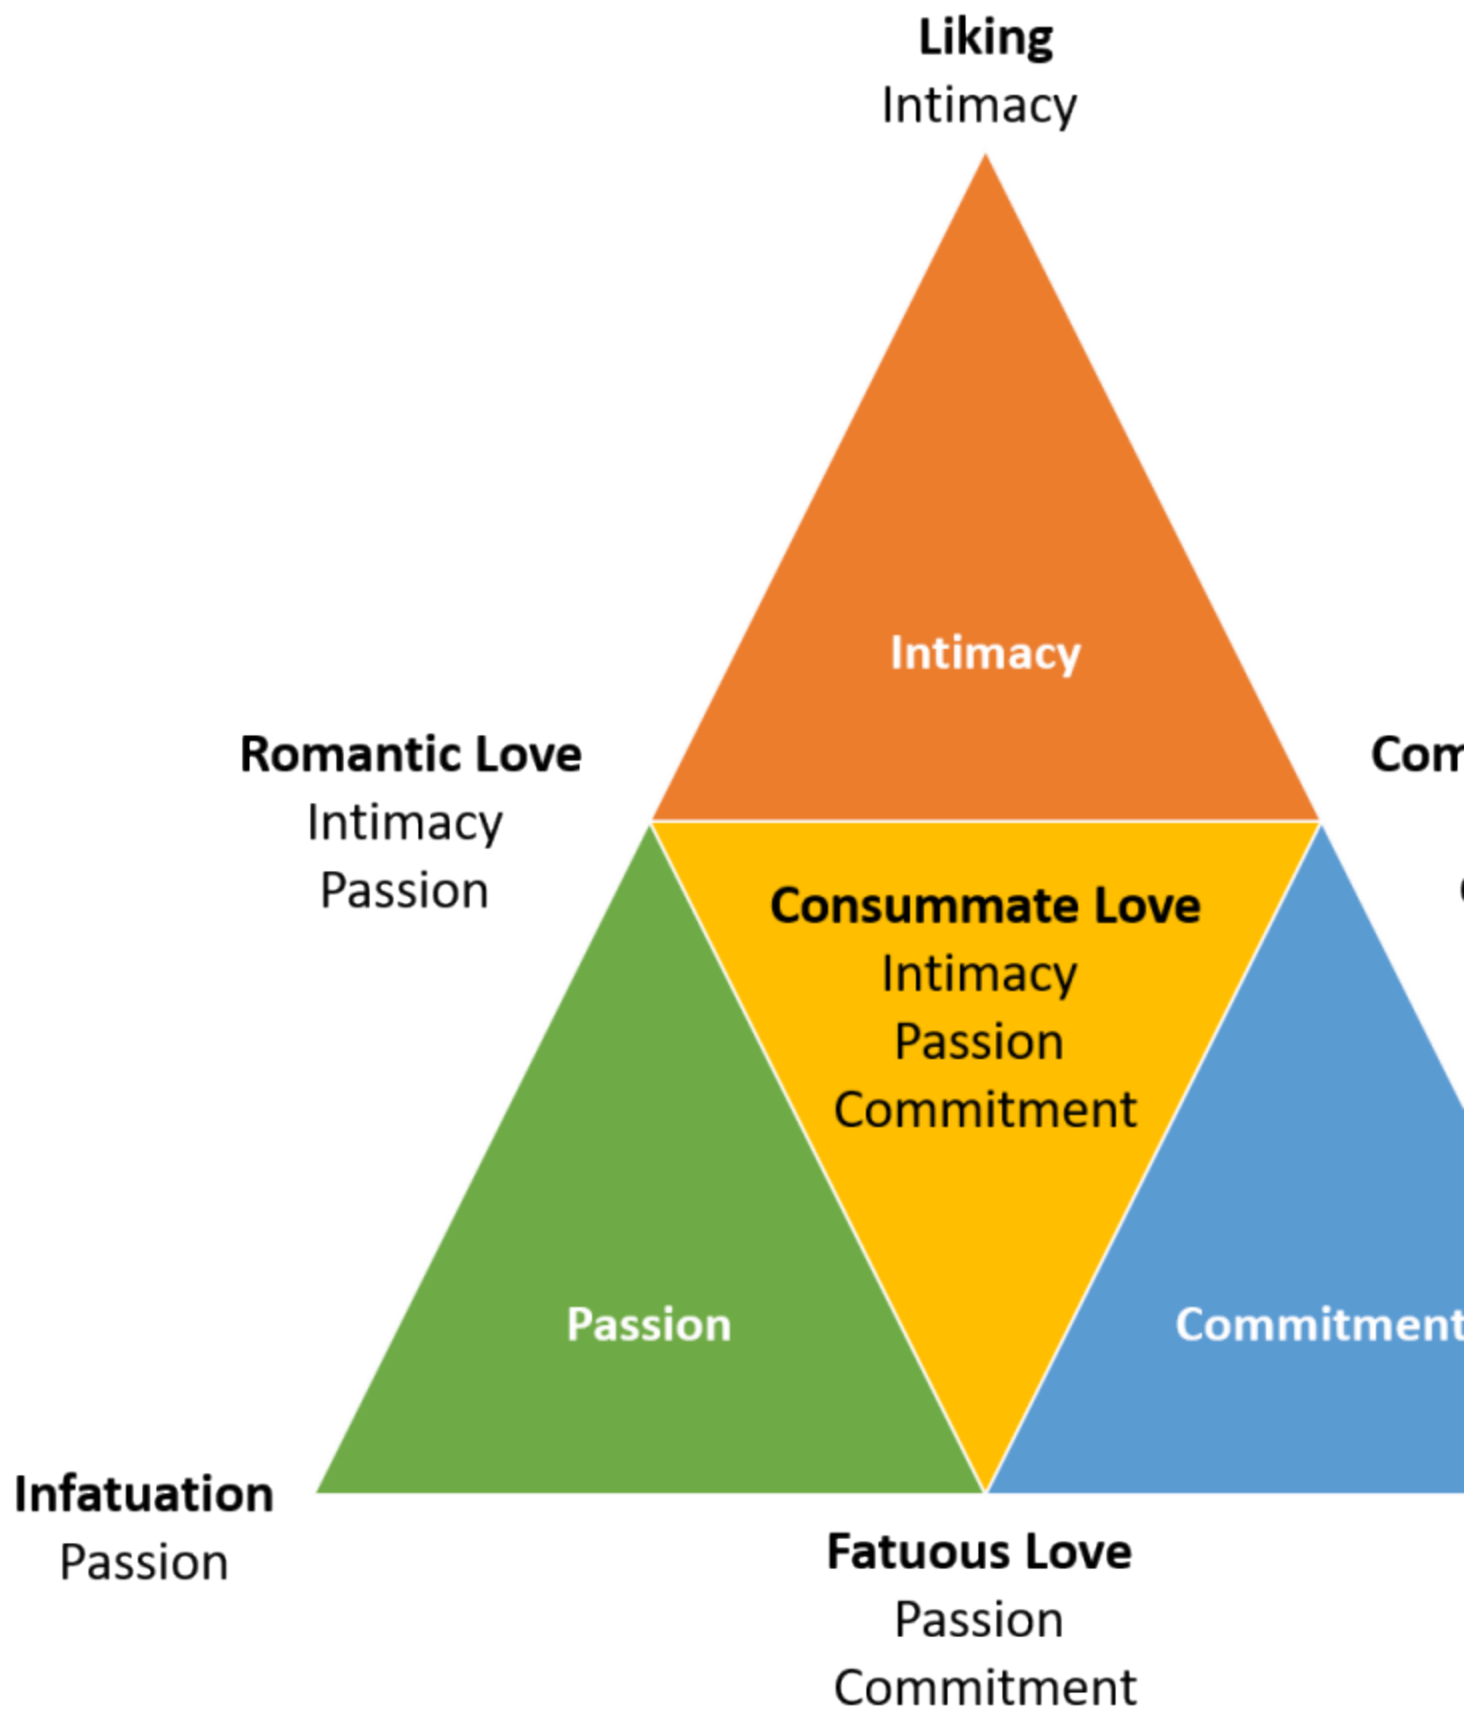 Liking
Intimacy
Intimacy
Romantic Love
Intimacy
Passion
Com
Consummate Love
Intimacy
Passion
Commitment
Passion
Commitment
Infatuation
Passion
Fatuous Love
Passion
Commitment